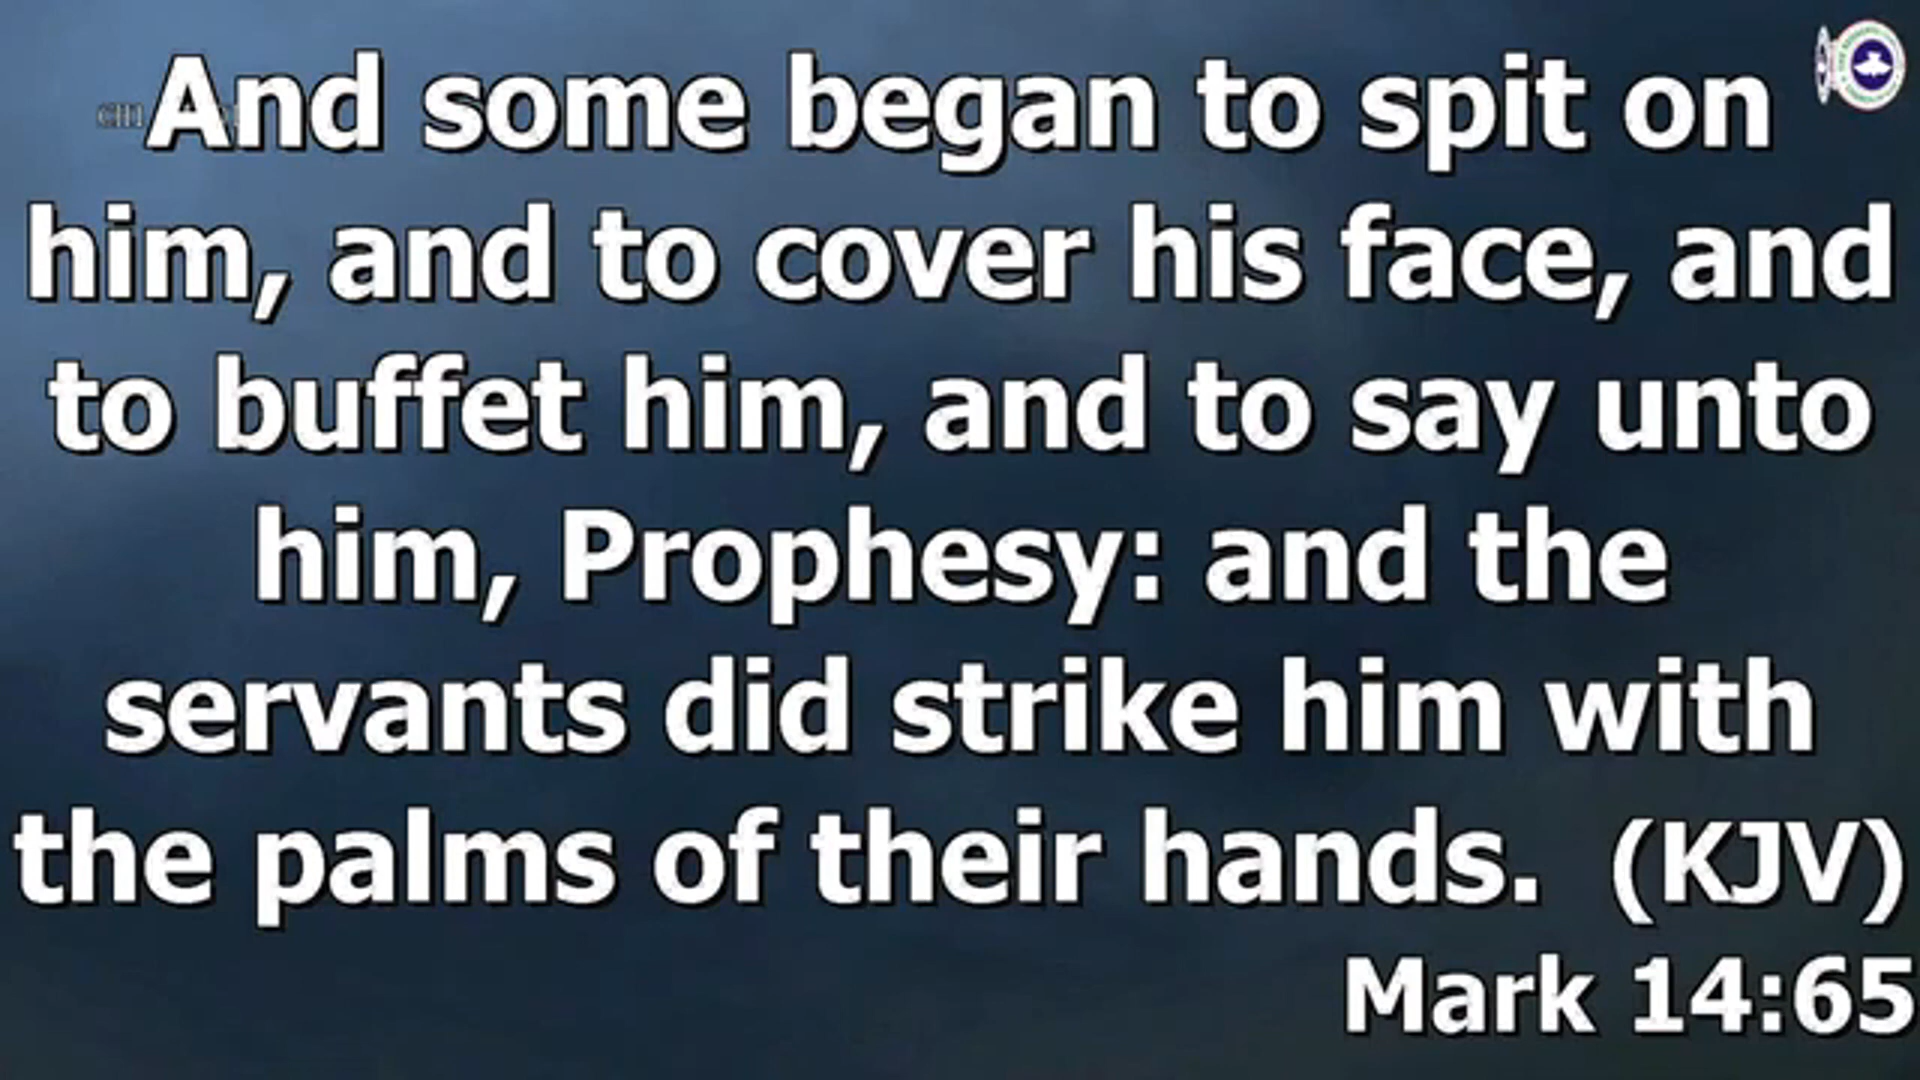 And some began to spit on
him, and to cover his face, and
to buffet him, and to say unto
him, Prophesy: and the
servants did strike him with
the palms of their hands. (KJV)
Mark 14:65